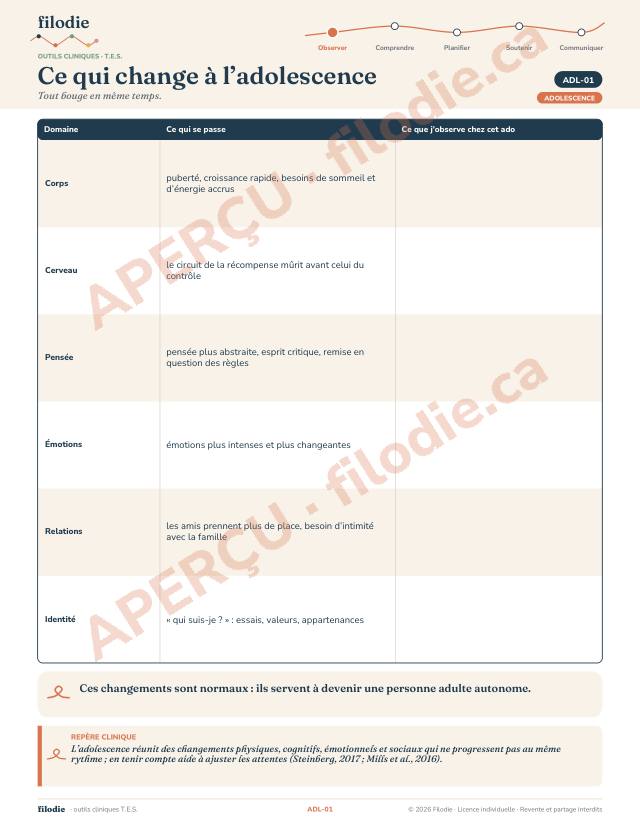 filodie
OUTILS CLINIQUES · T.E.S.
Observer
Comprendre
Planifier
Soutenir
Communiquer
Ce qui change à l’adolescence
Tout bouge en même temps.
ADL-01
ADOLESCENCE
Domaine
Ce qui se passe
Ce que j’observe chez cet ado
Corps
puberté, croissance rapide, besoins de sommeil et
d’énergie accrus
Cerveau
le circuit de la récompense mûrit avant celui du
contrôle
Pensée
pensée plus abstraite, esprit critique, remise en
question des règles
Émotions
émotions plus intenses et plus changeantes
Relations
les amis prennent plus de place, besoin d’intimité
avec la famille
Identité
« qui suis-je ? » : essais, valeurs, appartenances
APERÇU · filodie.ca
APERÇU · filodie.ca
Ces changements sont normaux : ils servent à devenir une personne adulte autonome.
REPÈRE CLINIQUE
L’adolescence réunit des changements physiques, cognitifs, émotionnels et sociaux qui ne progressent pas au même
rythme ; en tenir compte aide à ajuster les attentes (Steinberg, 2017 ; Mills et al., 2016).
filodie · outils cliniques T.E.S.
ADL-01
© 2026 Filodie · Licence individuelle · Revente et partage interdits